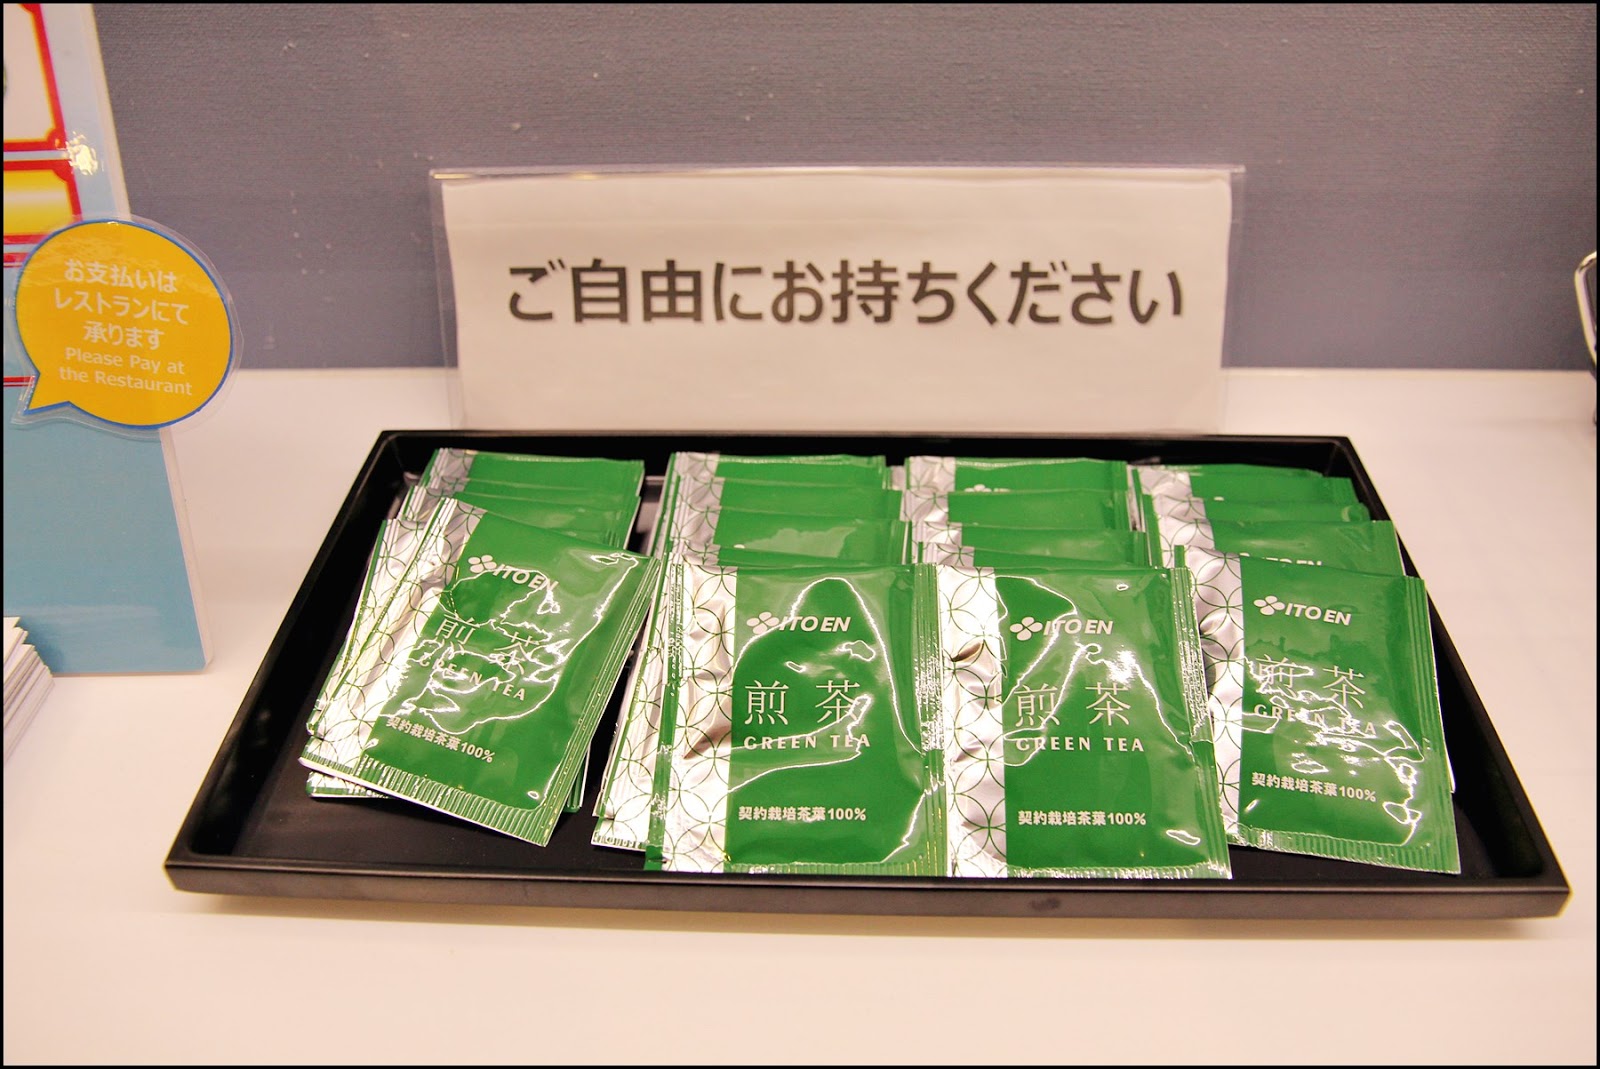 ご自由にお持ちください
お支払いは
レストランにて
承ります
Please Pay at
the Restaurant
ITO EN
煎茶
GREEN TEA
契約栽培茶葉100%
ITO EN
煎茶
GREEN TEA
契約栽培茶葉100%
ITO EN
煎茶
GREEN TEA
契約栽培茶葉100%
ITO EN
煎茶
GREEN TEA
契約栽培茶葉100%